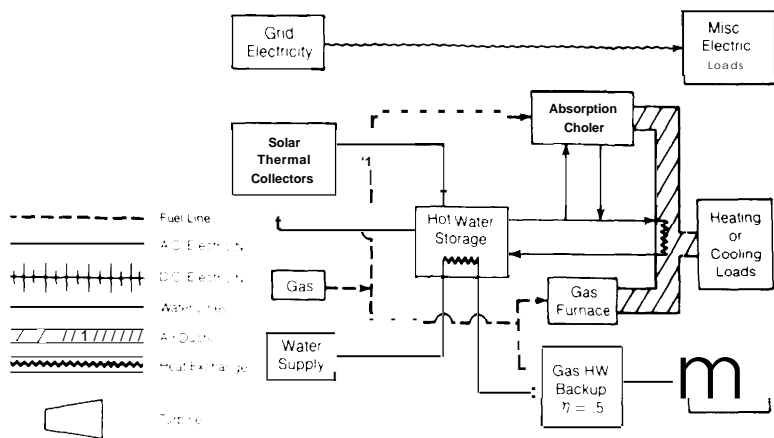 Grid
Electricity
Misc
Electric
Loads
Absorption
Choler
Solar
Thermal
Collectors
Hot Water
Storage
Heating
or
Cooling
Loads
Fuel Line
Gas
Gas
Furnace
Water
Supply
Gas HW
Backup
η = .5
m